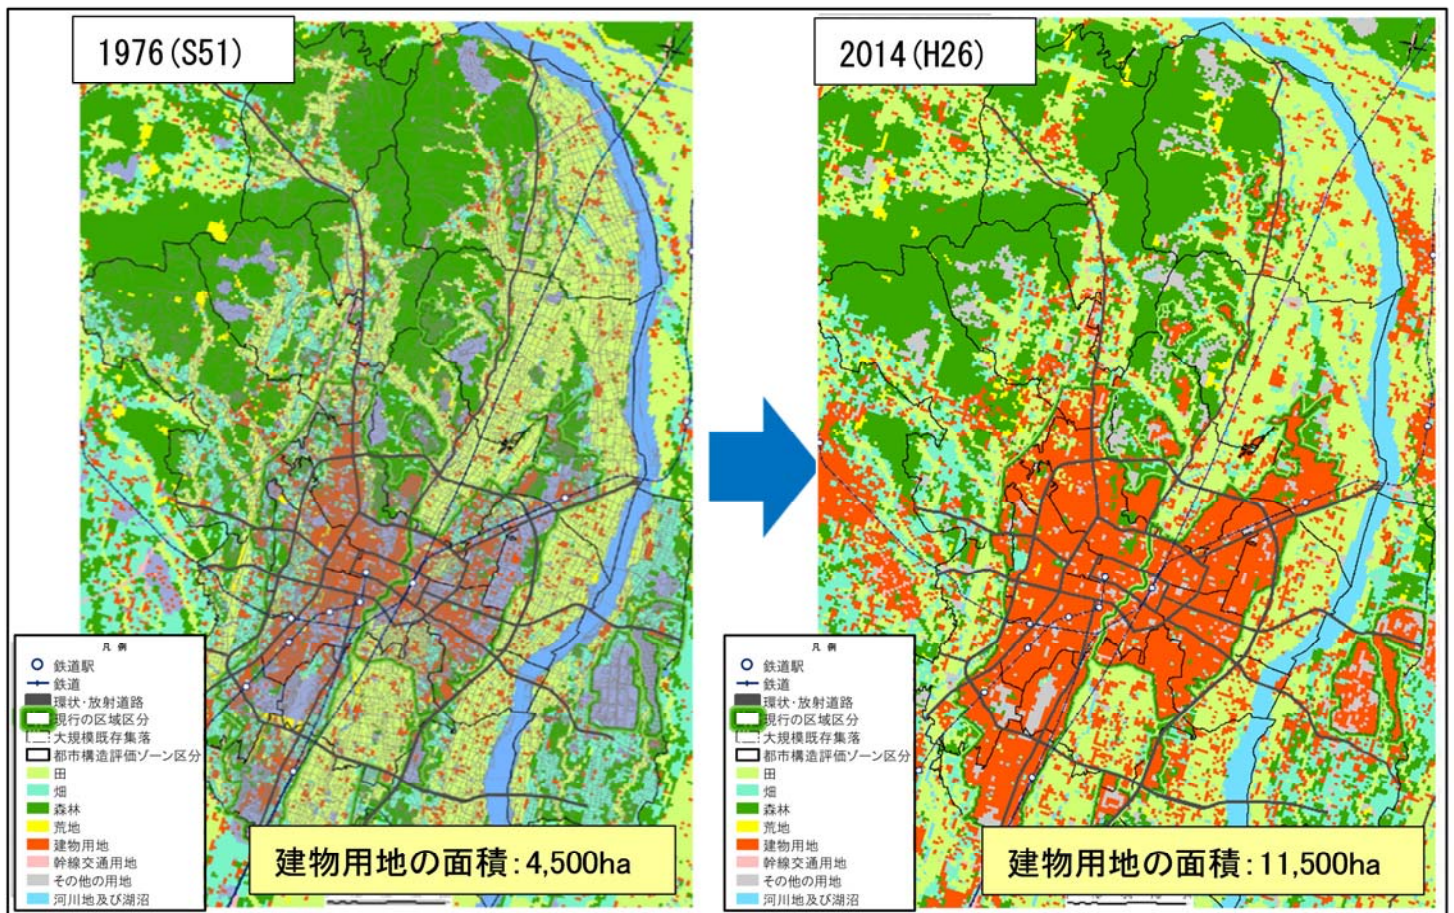 1976(S51)
2014(H26)
凡 例
鉄道駅
鉄道
環状・放射道路
現行の区域区分
大規模既存集落
都市構造評価ゾーン区分
田
畑
森林
荒地
建物用地
幹線交通用地
その他の用地
河川地及び湖沼
建物用地の面積：4,500ha
凡 例
鉄道駅
鉄道
環状・放射道路
現行の区域区分
大規模既存集落
都市構造評価ゾーン区分
田
畑
森林
荒地
建物用地
幹線交通用地
その他の用地
河川地及び湖沼
建物用地の面積：11,500ha